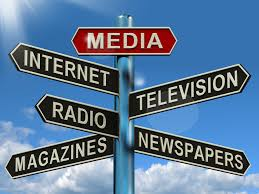 MEDIA
INTERNET
TELEVISION
RADIO
MAGAZINES
NEWSPAPERS